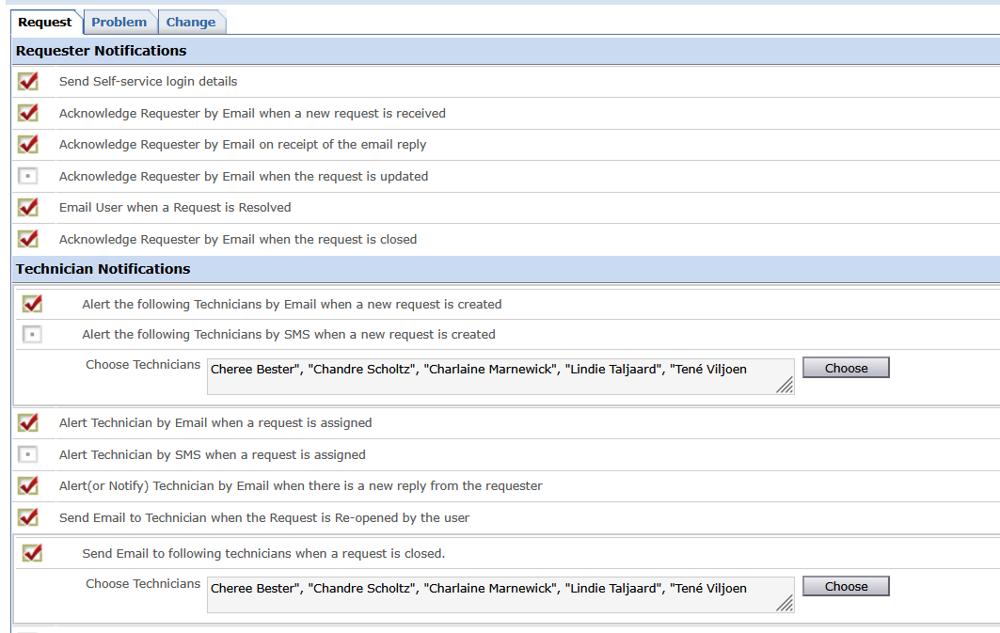 Request Problem Change
Requester Notifications
Send Self-service login details
Acknowledge Requester by Email when a new request is received
Acknowledge Requester by Email on receipt of the email reply
Acknowledge Requester by Email when the request is updated
Email User when a Request is Resolved
Acknowledge Requester by Email when the request is closed
Technician Notifications
Alert the following Technicians by Email when a new request is created
Alert the following Technicians by SMS when a new request is created
Choose Technicians Cheree Bester", "Chandre Scholtz", "Charlaine Marnewick", "Lindie Taljaard", "Tené Viljoen Choose
Alert Technician by Email when a request is assigned
Alert Technician by SMS when a request is assigned
Alert(or Notify) Technician by Email when there is a new reply from the requester
Send Email to Technician when the Request is Re-opened by the user
Send Email to following technicians when a request is closed.
Choose Technicians Cheree Bester", "Chandre Scholtz", "Charlaine Marnewick", "Lindie Taljaard", "Tené Viljoen Choose